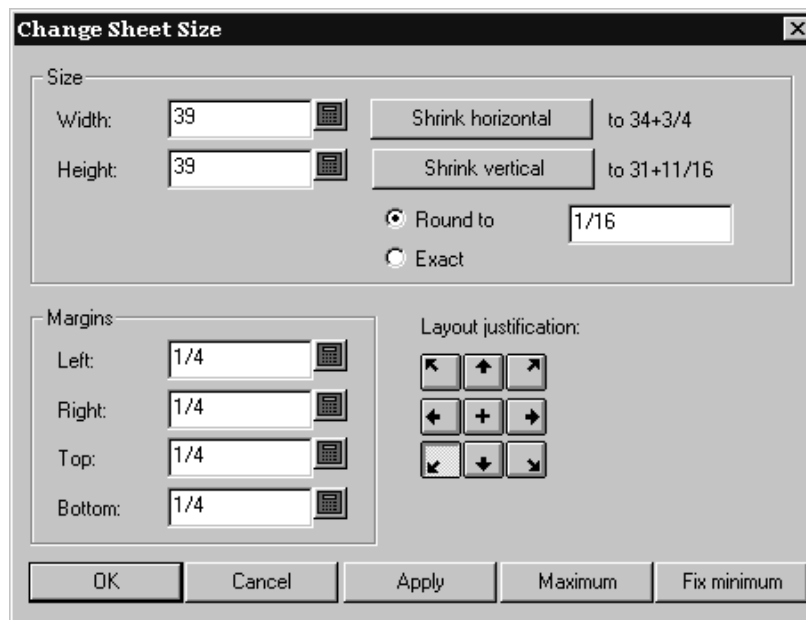 Change Sheet Size
Size
Width: 39 Shrink horizontal to 34+3/4
Height: 39 Shrink vertical to 31+11/16
Round to 1/16
Exact
Margins
Layout justification:
Left: 1/4
Right: 1/4
Top: 1/4
Bottom: 1/4
OK Cancel Apply Maximum Fix minimum